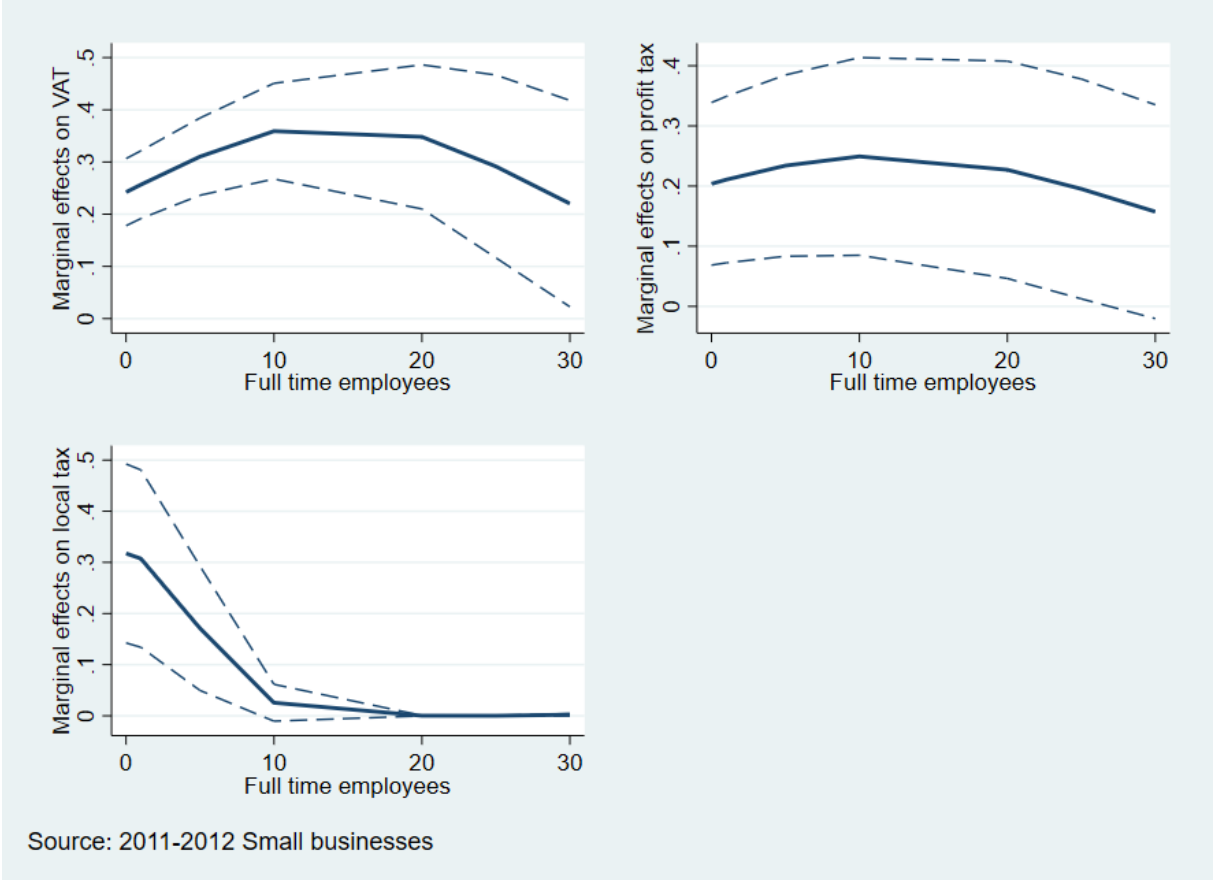 Marginal effects on VAT
.5
.4
.3
.2
.1
0
0 10 20 30
Full time employees
Marginal effects on profit tax
.4
.3
.2
.1
0
0 10 20 30
Full time employees
Marginal effects on local tax
.5
.4
.3
.2
.1
0
0 10 20 30
Full time employees
Source: 2011-2012 Small businesses